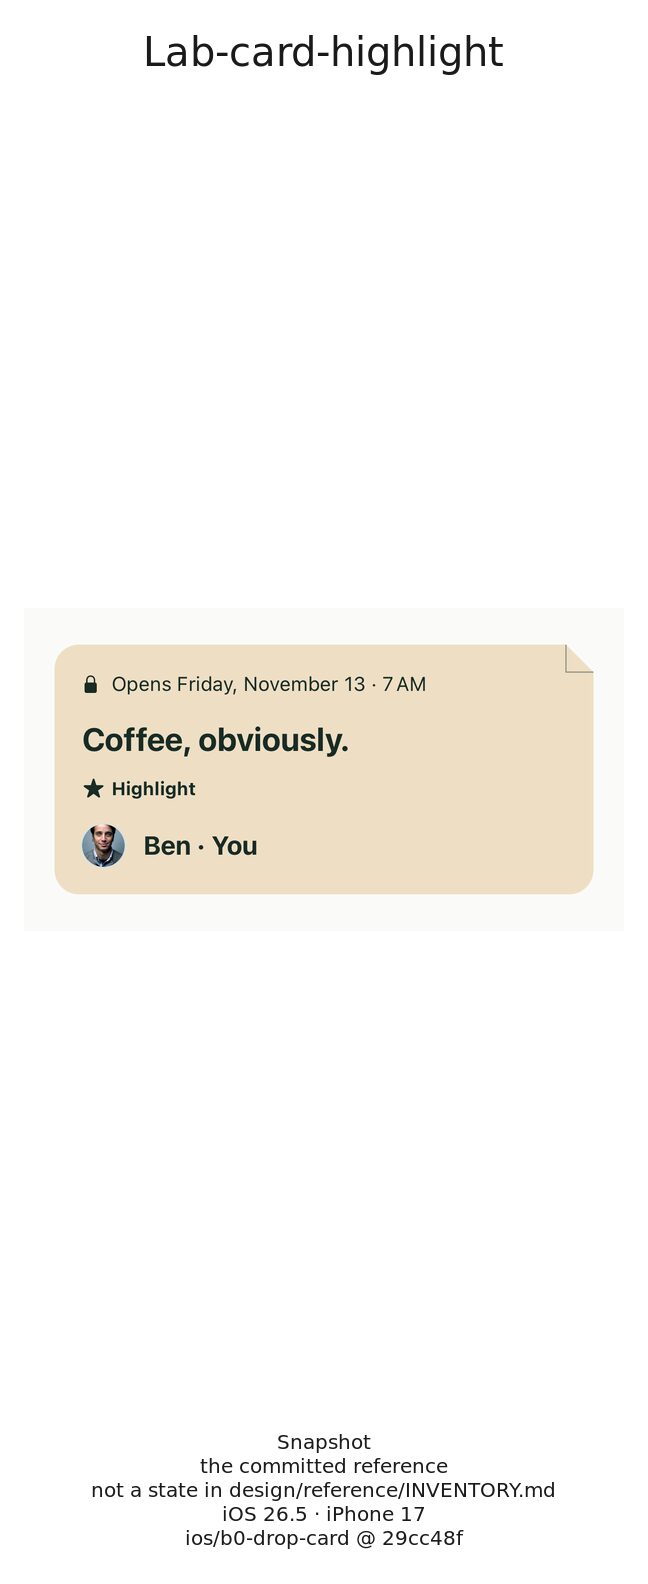 Lab-card-highlight
Opens Friday, November 13 · 7 AM
Coffee, obviously.
Highlight
Ben · You
Snapshot
the committed reference
not a state in design/reference/INVENTORY.md
iOS 26.5 · iPhone 17
ios/b0-drop-card @ 29cc48f